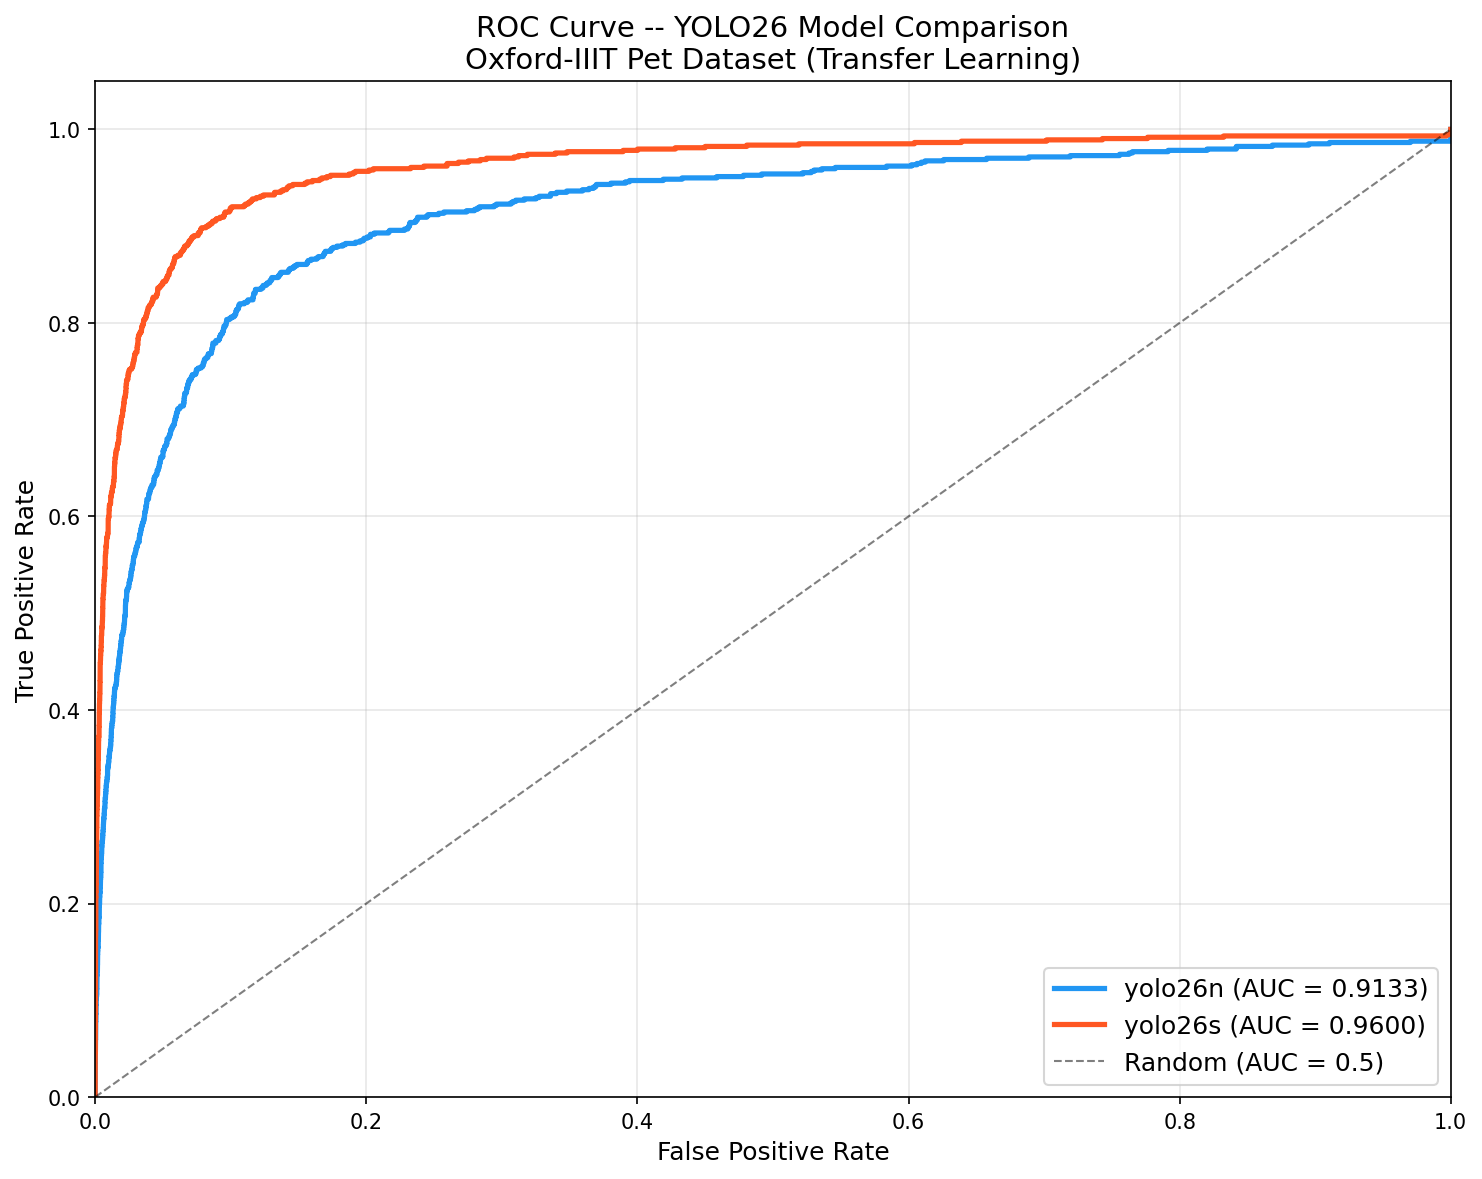 ROC Curve -- YOLO26 Model Comparison
Oxford-IIIT Pet Dataset (Transfer Learning)
True Positive Rate
1.0
0.8
0.6
0.4
0.2
0.0
0.0 0.2 0.4 0.6 0.8 1.0
False Positive Rate
yolo26n (AUC = 0.9133)
yolo26s (AUC = 0.9600)
Random (AUC = 0.5)